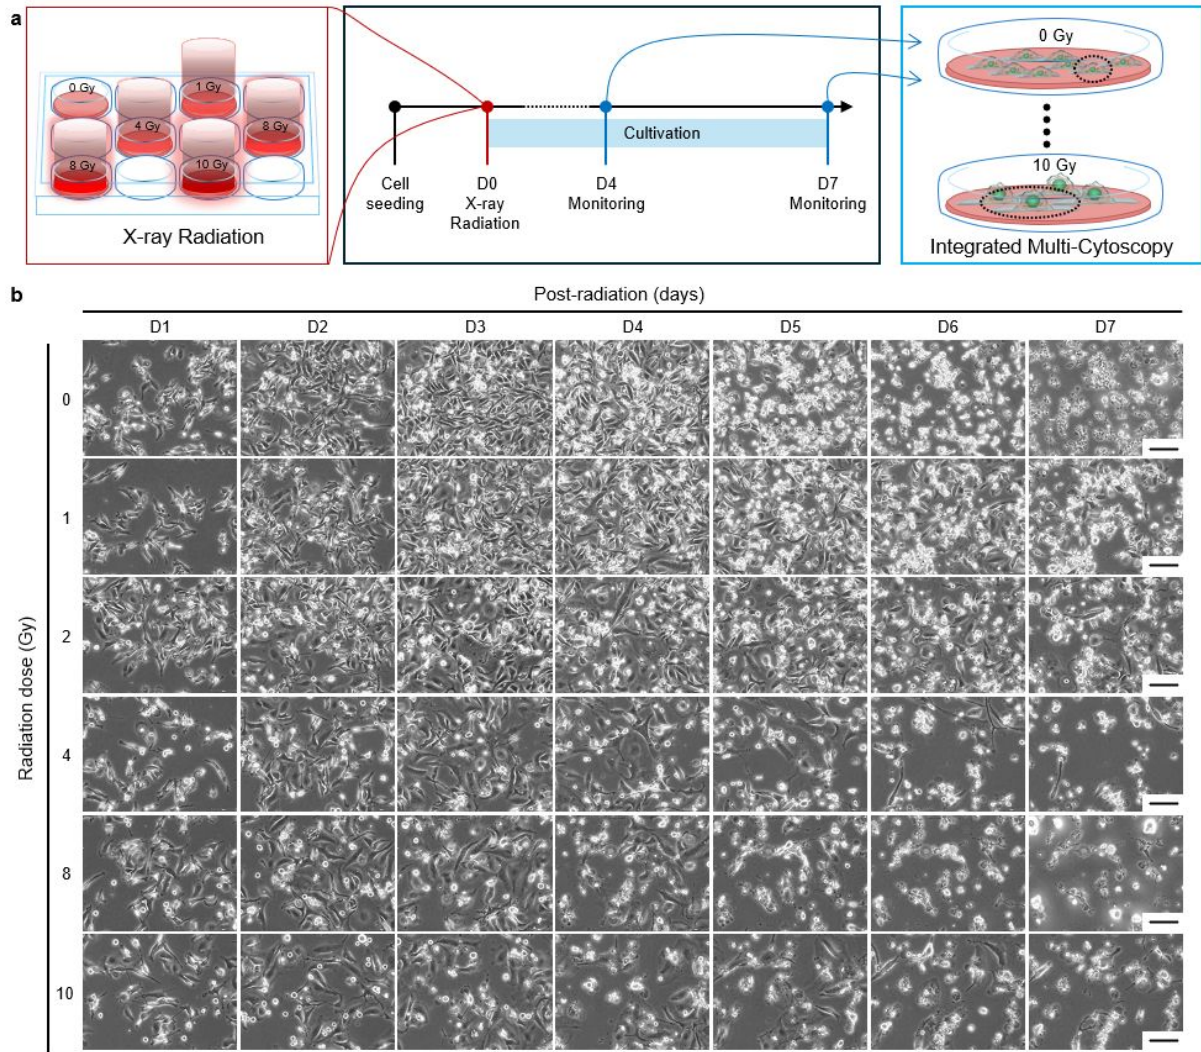 a
0 Gy
1 Gy
4 Gy
8 Gy
8 Gy
10 Gy
X-ray Radiation
Cultivation
Cell
seeding
D0
X-ray
Radiation
D4
Monitoring
D7
Monitoring
0 Gy
10 Gy
Integrated Multi-Cytoscopy
b
Post-radiation (days)
D1 D2 D3 D4 D5 D6 D7
Radiation dose (Gy)
0
1
2
4
8
10